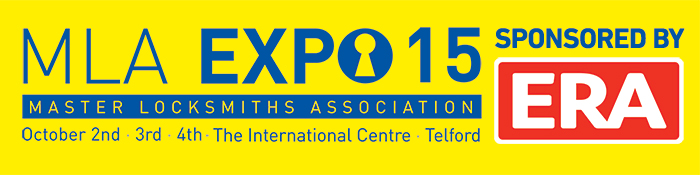 MLA EXPO 15
MASTER LOCKSMITHS ASSOCIATION
October 2nd · 3rd · 4th · The International Centre · Telford
SPONSORED BY
ERA